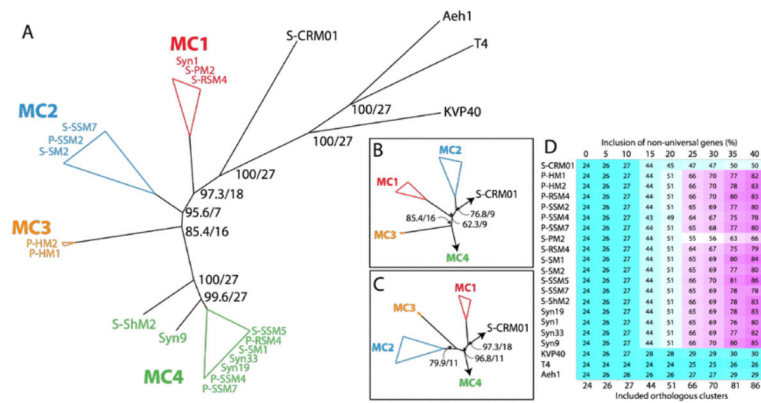 A
MC1
Syn1
S-PM2
S-RSM4
S-CRM01
Aeh1
T4
KVP40
100/27
100/27
100/27
MC2
S-SSM7
P-SSM2
S-SM2
97.3/18
95.6/7
85.4/16
MC3
P-HM2
P-HM1
100/27
99.6/27
S-ShM2
Syn9
MC4
S-SSM5
P-RSM4
S-SM1
Syn33
Syn19
P-SSM4
P-SSM7
B
MC2
MC1
S-CRM01
85.4/16
76.8/9
62.3/9
MC3
MC4
C
MC1
MC3
S-CRM01
MC2
97.3/18
79.9/11
96.8/11
MC4
D
Inclusion of non-universal genes (%)
0 5 10 15 20 25 30 35 40
S-CRM01 24 26 27 44 45 47 47 50 50
P-HM1 24 26 27 44 51 66 70 77 82
P-HM2 24 26 27 44 51 66 70 78 83
P-RSM4 24 26 27 44 51 66 70 80 83
P-SSM2 24 26 27 44 51 65 69 77 80
P-SSM4 24 26 27 43 49 64 67 75 78
P-SSM7 24 26 27 44 51 65 68 77 80
S-PM2 24 26 27 44 51 55 56 63 66
S-RSM4 24 26 27 44 51 64 67 75 79
S-SM1 24 26 27 44 51 65 69 80 84
S-SM2 24 26 27 44 51 65 69 77 80
S-SSM5 24 26 27 44 51 66 70 81 86
S-SSM7 24 26 27 44 51 65 69 78 78
S-ShM2 24 26 27 44 51 66 70 78 82
Syn19 24 26 27 44 51 66 70 78 83
Syn1 24 26 27 44 51 65 69 76 80
Syn33 24 26 27 44 51 66 69 77 82
Syn9 24 26 27 44 51 66 70 80 85
KVP40 24 26 27 28 28 29 29 30 30
T4 24 24 24 24 24 25 25 26 26
Aeh1 24 26 26 27 27 27 27 29 29
24 26 26 44 51 66 70 81 86
Included orthologous clusters